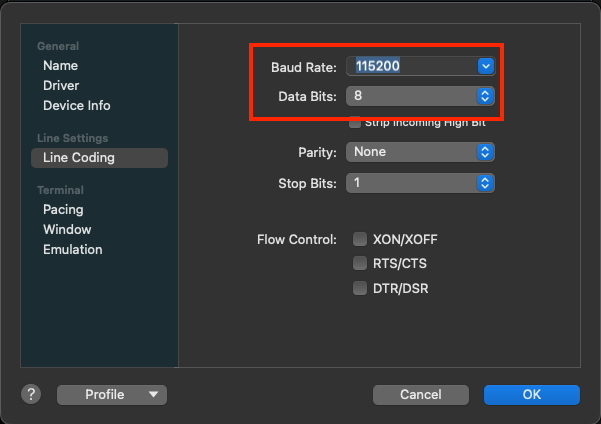 General
Name
Driver
Device Info
Line Settings
Line Coding
Terminal
Pacing
Window
Emulation
Baud Rate: 115200
Data Bits: 8
Strip Incoming High Bit
Parity: None
Stop Bits: 1
Flow Control: XON/XOFF
RTS/CTS
DTR/DSR
? Profile Cancel OK